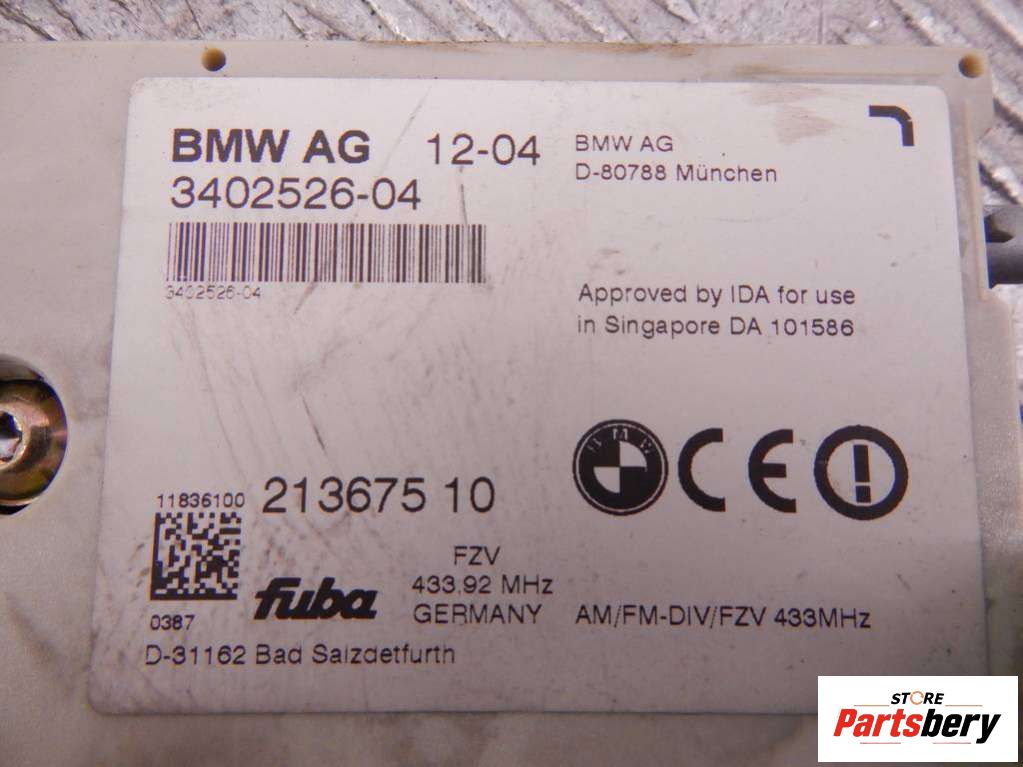 BMW AG 12-04
3402526-04
3402526-04
BMW AG
D-80788 München
Approved by IDA for use
in Singapore DA 101586
BMW
CE
11836100
213675 10
0387
fuba
FZV
433.92 MHz
GERMANY
AM/FM-DIV/FZV 433MHz
D-31162 Bad Salzdetfurth
STORE
Partsbery